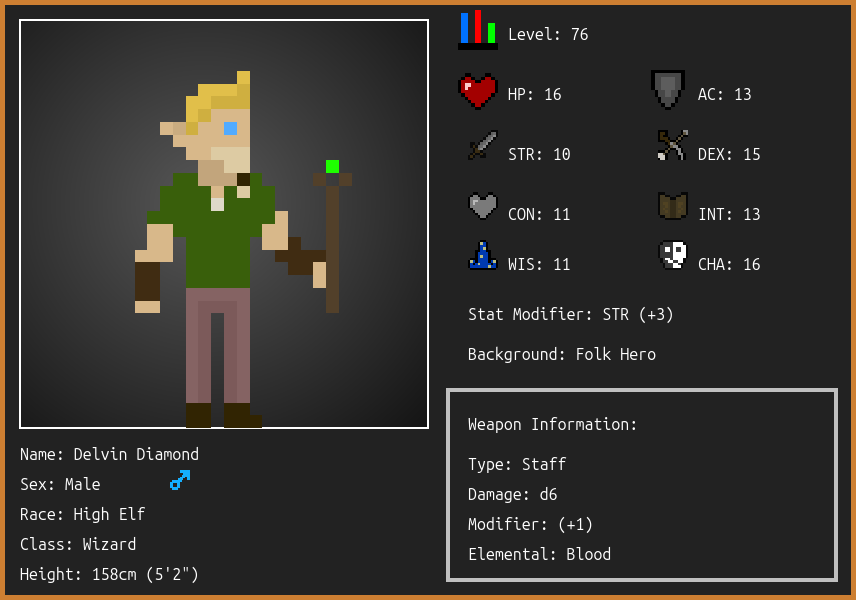 Level: 76
HP: 16
AC: 13
STR: 10
DEX: 15
CON: 11
INT: 13
WIS: 11
CHA: 16
Stat Modifier: STR (+3)
Background: Folk Hero
Weapon Information:
Type: Staff
Damage: d6
Modifier: (+1)
Elemental: Blood
Name: Delvin Diamond
Sex: Male
Race: High Elf
Class: Wizard
Height: 158cm (5'2")